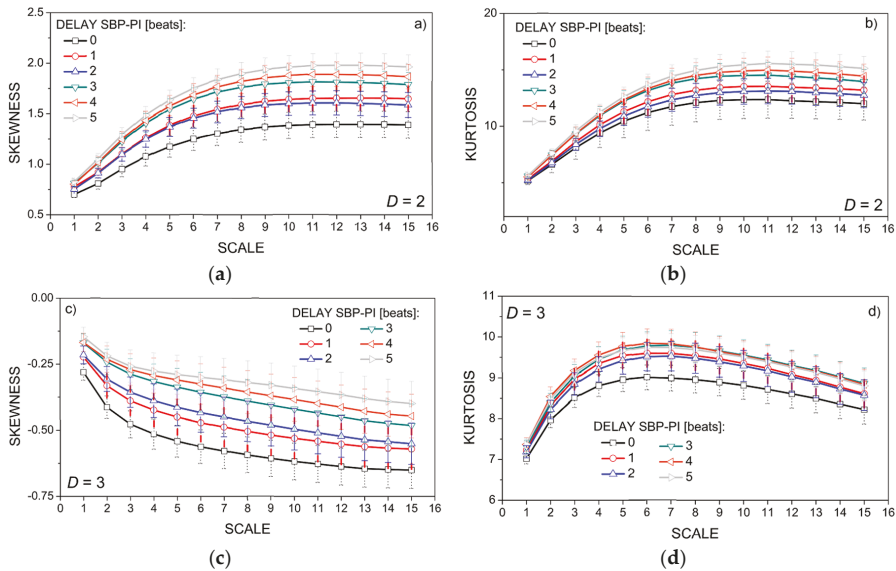 DELAY SBP-PI [beats]:
a)
0
1
2
3
4
5
2.5
2.0
1.5
1.0
0.5
SKEWNESS
D = 2
0 1 2 3 4 5 6 7 8 9 10 11 12 13 14 15 16
SCALE
(a)
DELAY SBP-PI [beats]:
b)
0
1
2
3
4
5
20
15
10
KURTOSIS
D = 2
0 1 2 3 4 5 6 7 8 9 10 11 12 13 14 15 16
SCALE
(b)
c)
DELAY SBP-PI [beats]:
0 3
1 4
2 5
0.00
-0.25
-0.50
-0.75
SKEWNESS
D = 3
0 1 2 3 4 5 6 7 8 9 10 11 12 13 14 15 16
SCALE
(c)
D = 3
d)
11
10
9
8
7
6
KURTOSIS
DELAY SBP-PI [beats]:
0 3
1 4
2 5
0 1 2 3 4 5 6 7 8 9 10 11 12 13 14 15 16
SCALE
(d)